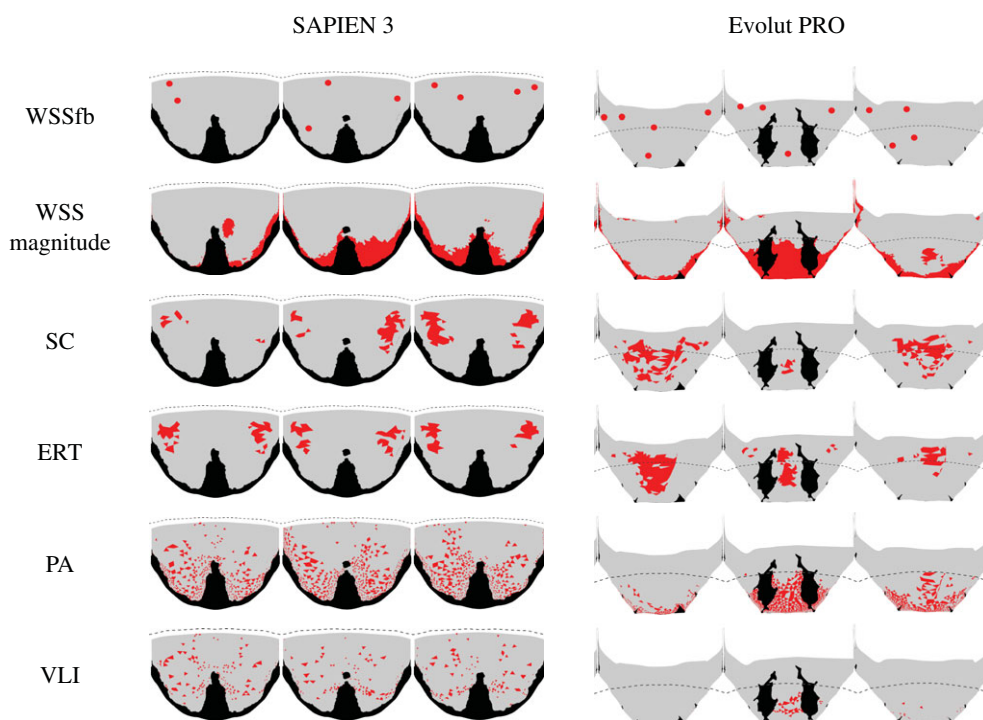 SAPIEN 3
Evolut PRO
WSSfb
WSS
magnitude
SC
ERT
PA
VLI